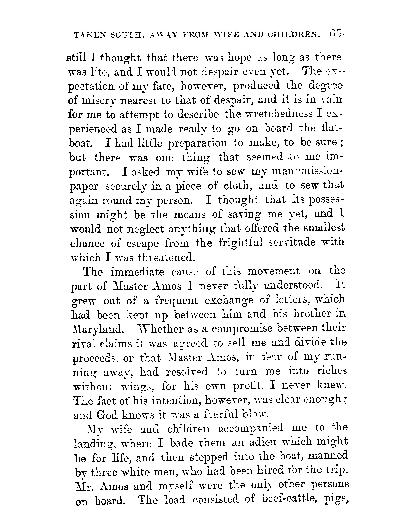 TAKEN SOUTH, AWAY FROM WIFE AND CHILDREN. 65
still I thought that there was hope as long as there
was life, and I would not despair even yet. The ex-
pectation of my fate, however, produced the degree
of misery nearest to that of despair, and it is in vain
for me to attempt to describe the wretchedness I ex-
perienced as I made ready to go on board the flat-
boat. I had little preparation to make, to be sure;
but there was one thing that seemed to me im-
portant. I asked my wife to sew my manumission-
paper securely in a piece of cloth, and to sew that
again round my person. I thought that its posses-
sion might be the means of saving me yet, and I
would not neglect anything that offered the smallest
chance of escape from the frightful servitude with
which I was threatened.
The immediate cause of this movement on the
part of Master Amos I never fully understood. It
grew out of a frequent exchange of letters, which
had been kept up between him and his brother in
Maryland. Whether as a compromise between their
rival claims it was agreed to sell me and divide the
proceeds, or that Master Amos, in fear of my run-
ning away, had resolved to turn me into riches
without wings, for his own profit, I never knew.
The fact of his intention, however, was clear enough;
and God knows it was a fearful blow.
My wife and children accompanied me to the
landing, where I bade them an adieu which might
be for life, and then stepped into the boat, manned
by three white men, who had been hired for the trip.
Mr. Amos and myself were the only other persons
on board. The load consisted of beef-cattle, pigs,